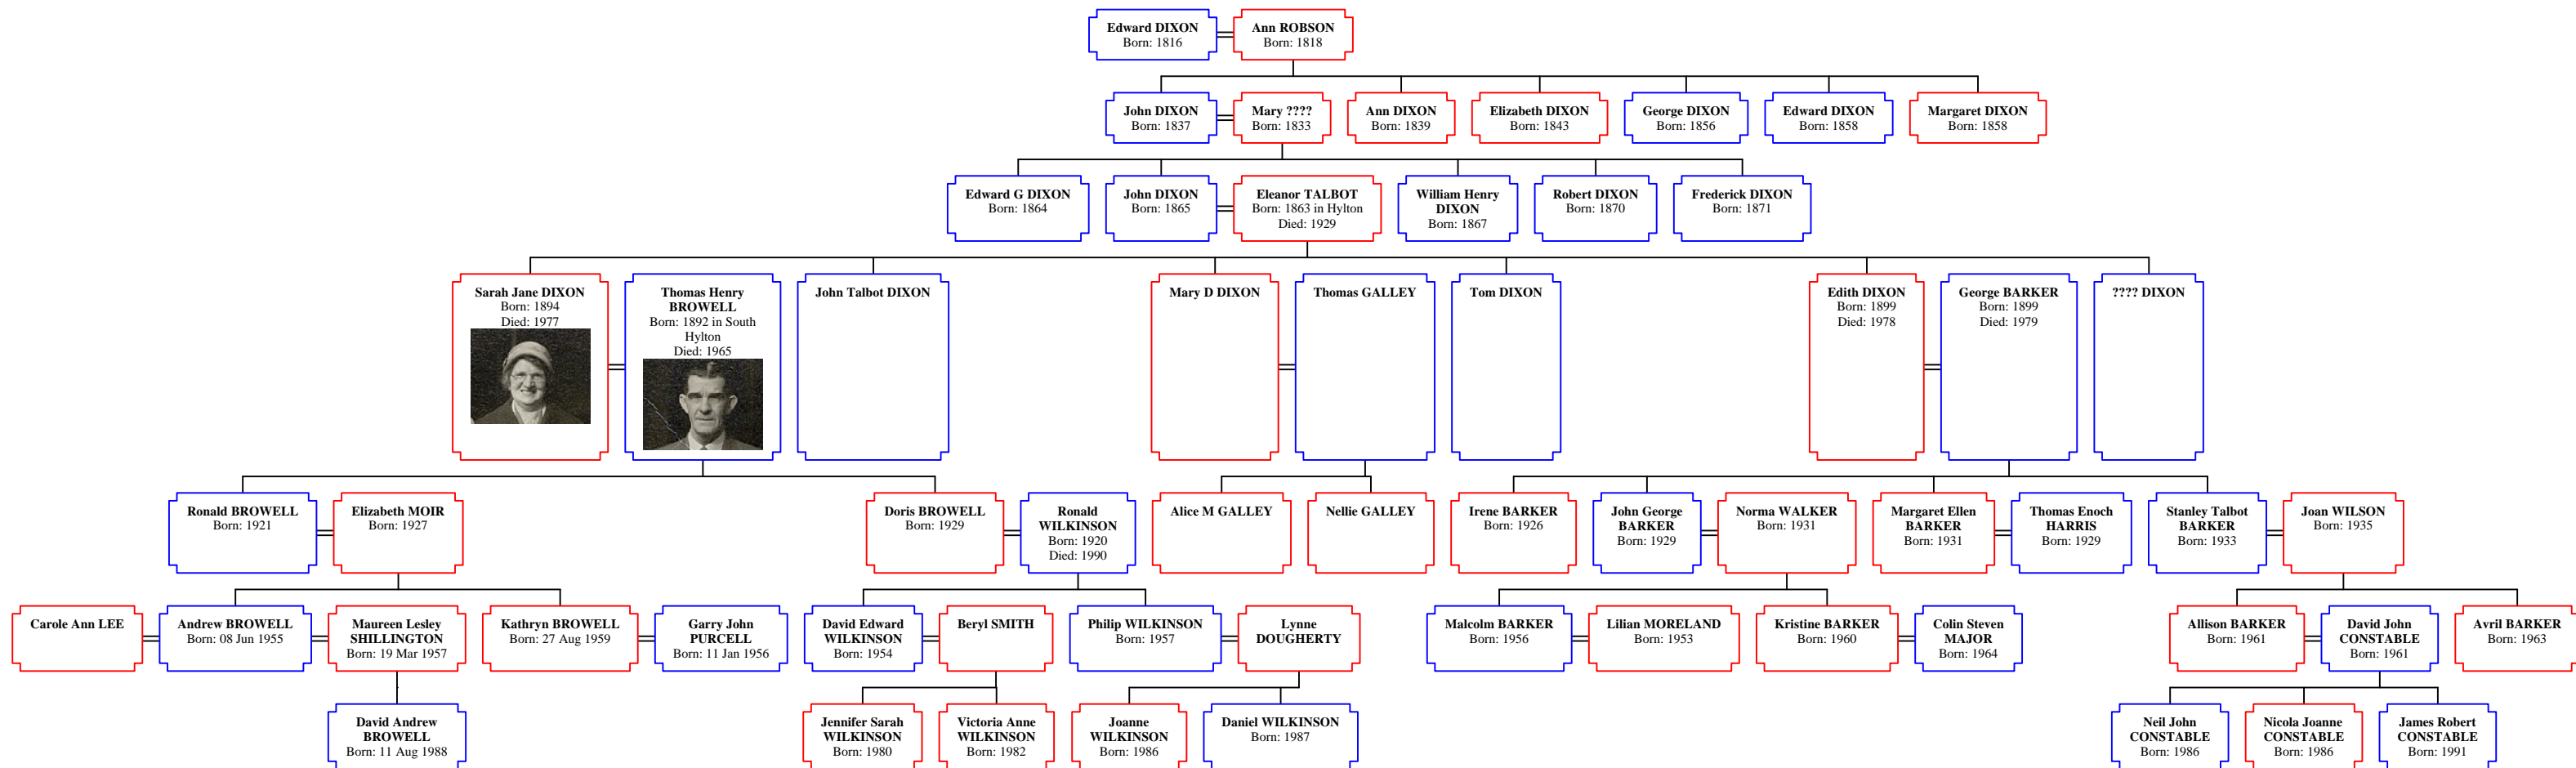 Edward DIXON
Born: 1816
Ann ROBSON
Born: 1818
John DIXON
Born: 1837
Mary ????
Born: 1833
Ann DIXON
Born: 1839
Elizabeth DIXON
Born: 1843
George DIXON
Born: 1856
Edward DIXON
Born: 1858
Margaret DIXON
Born: 1858
Edward G DIXON
Born: 1864
John DIXON
Born: 1865
Eleanor TALBOT
Born: 1863 in Hylton
Died: 1929
William Henry
DIXON
Born: 1867
Robert DIXON
Born: 1870
Frederick DIXON
Born: 1871
Sarah Jane DIXON
Born: 1894
Died: 1977
Thomas Henry
BROWELL
Born: 1892 in South
Hylton
Died: 1965
John Talbot DIXON
Mary D DIXON
Thomas GALLEY
Tom DIXON
Edith DIXON
Born: 1899
Died: 1978
George BARKER
Born: 1899
Died: 1979
???? DIXON
Ronald BROWELL
Born: 1921
Elizabeth MOIR
Born: 1927
Doris BROWELL
Born: 1929
Ronald
WILKINSON
Born: 1920
Died: 1990
Alice M GALLEY
Nellie GALLEY
Irene BARKER
Born: 1926
John George
BARKER
Born: 1929
Norma WALKER
Born: 1931
Margaret Ellen
BARKER
Born: 1931
Thomas Enoch
HARRIS
Born: 1929
Stanley Talbot
BARKER
Born: 1933
Joan WILSON
Born: 1935
Carole Ann LEE
Andrew BROWELL
Born: 08 Jun 1955
Maureen Lesley
SHILLINGTON
Born: 19 Mar 1957
Kathryn BROWELL
Born: 27 Aug 1959
Garry John
PURCELL
Born: 11 Jan 1956
David Edward
WILKINSON
Born: 1954
Beryl SMITH
Philip WILKINSON
Born: 1957
Lynne
DOUGHERTY
Malcolm BARKER
Born: 1956
Lilian MORELAND
Born: 1953
Kristine BARKER
Born: 1960
Colin Steven
MAJOR
Born: 1964
Allison BARKER
Born: 1961
David John
CONSTABLE
Born: 1961
Avril BARKER
Born: 1963
David Andrew
BROWELL
Born: 11 Aug 1988
Jennifer Sarah
WILKINSON
Born: 1980
Victoria Anne
WILKINSON
Born: 1982
Joanne
WILKINSON
Born: 1986
Daniel WILKINSON
Born: 1987
Neil John
CONSTABLE
Born: 1986
Nicola Joanne
CONSTABLE
Born: 1986
James Robert
CONSTABLE
Born: 1991